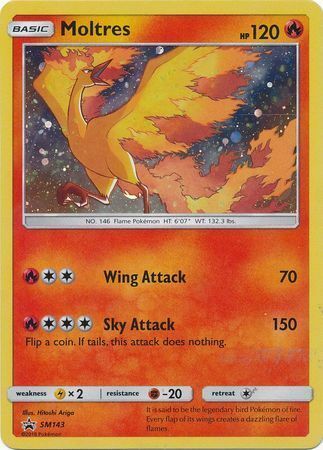 BASIC Moltres HP 120
NO. 146 Flame Pokémon HT: 6'07" WT: 132.3 lbs.
Wing Attack 70
Sky Attack 150
Flip a coin. If tails, this attack does nothing.
weakness ×2 resistance -20 retreat
Illus. Hitoshi Ariga
SM143
©2018 Pokémon
It is said to be the legendary bird Pokémon of fire.
Every flap of its wings creates a dazzling flare of
flames.